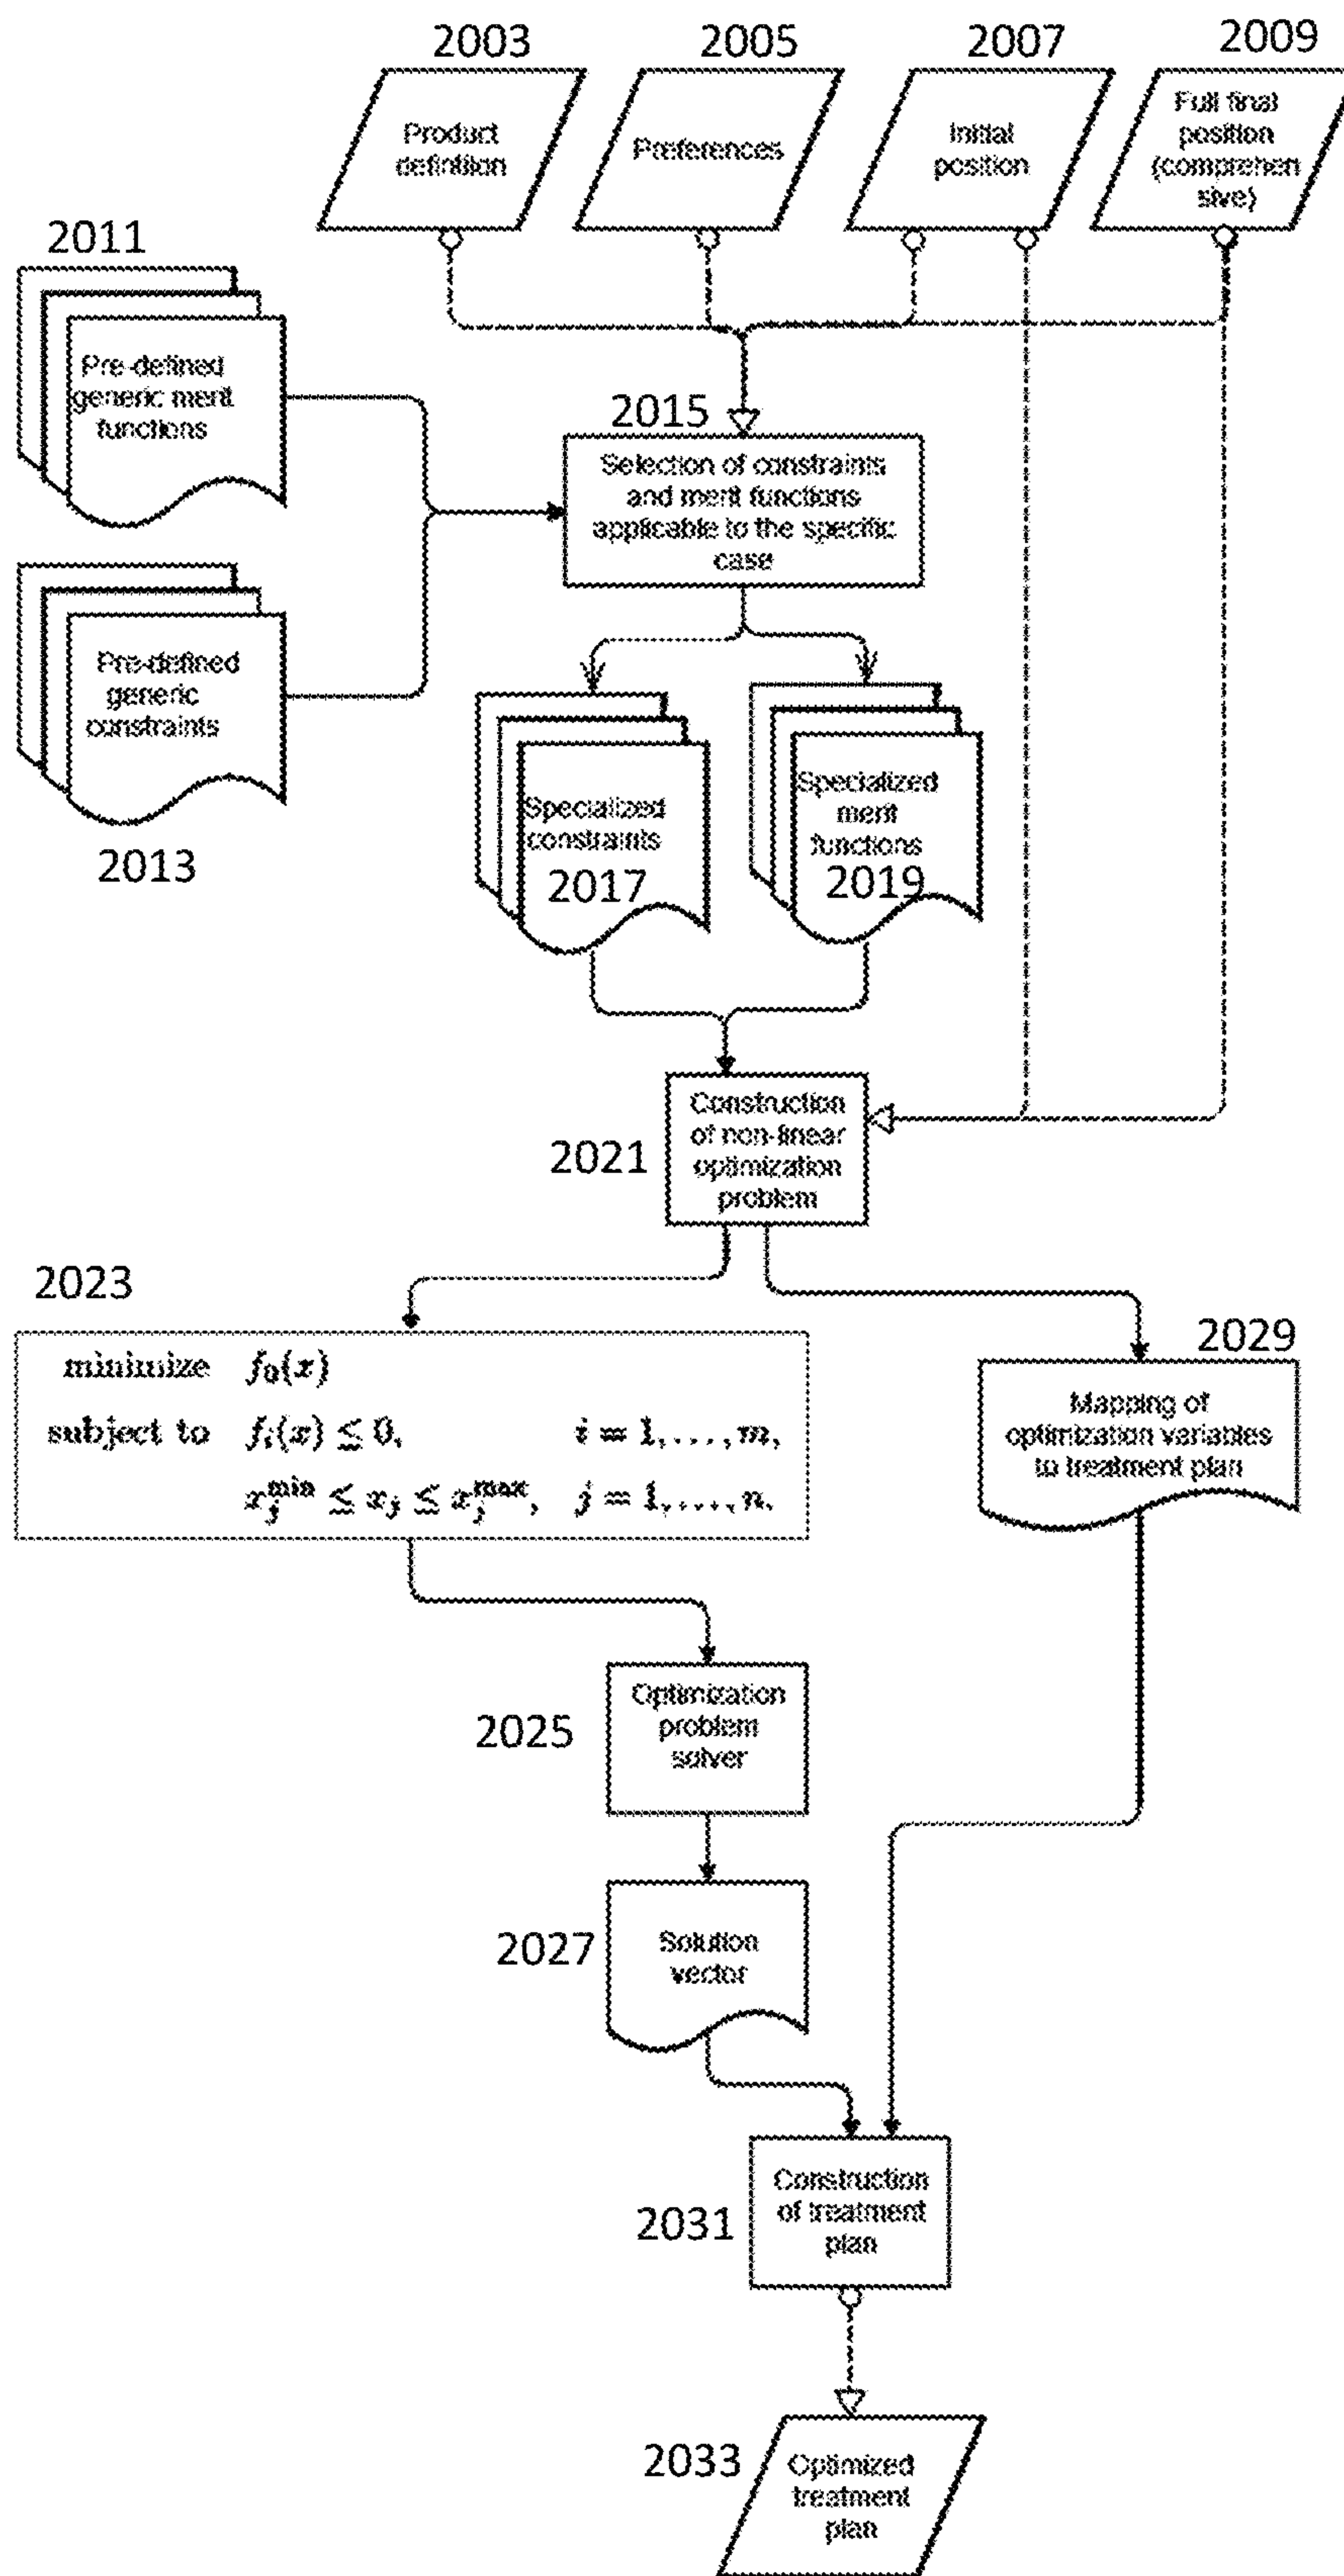 2003
2005
2007
2009
Product
definition
Preferences
Initial
position
Full final
position
(comprehen
sive)
2011
Pre-defined
generic merit
functions
2015
Selection of constraints
and merit functions
applicable to the specific
case
Pre-defined
generic
constraints
2013
Specialized
constraints
2017
Specialized
merit
functions
2019
Construction
of non-linear
optimization
problem
2021
2023
minimize f₀(x)
subject to fᵢ(x) ≤ 0, i = 1, . . . , m,
xⱼ^min ≤ xⱼ ≤ xⱼ^max, j = 1, . . . , n.
2029
Mapping of
optimization variables
to treatment plan
Optimization
problem
solver
2025
Solution
vector
2027
Construction
of treatment
plan
2031
2033
Optimized
treatment
plan